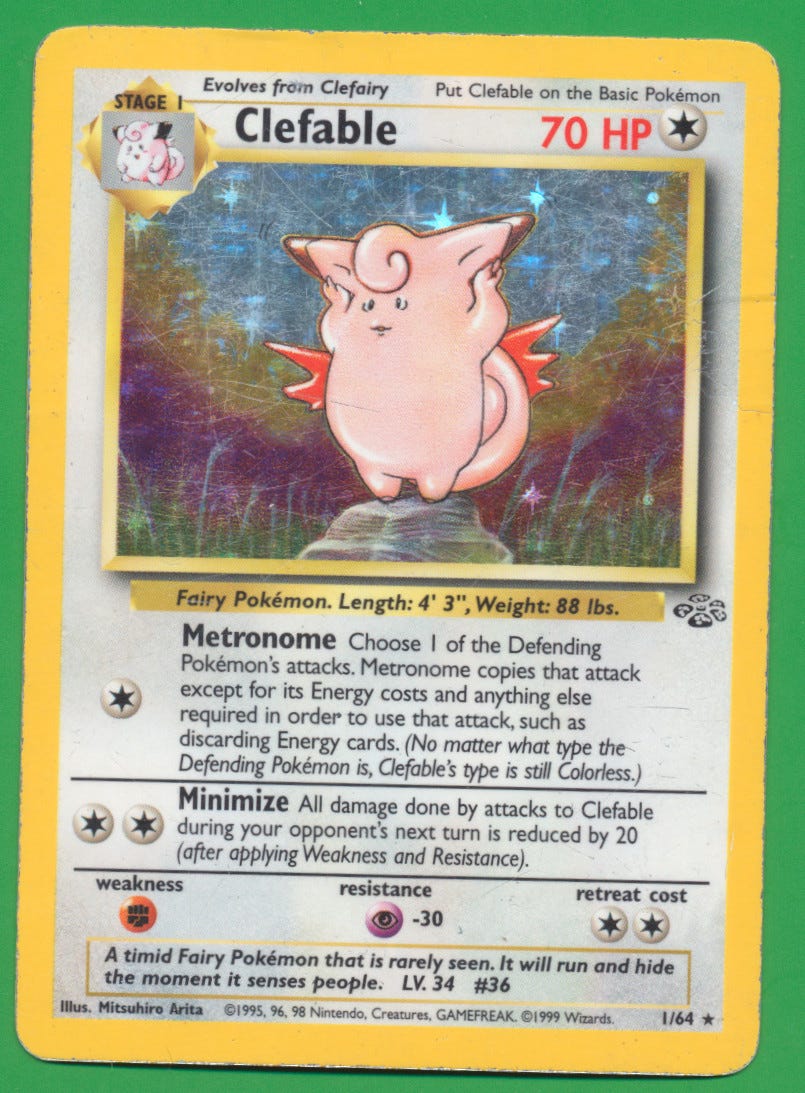 Evolves from Clefairy Put Clefable on the Basic Pokémon
STAGE 1
Clefable 70 HP
Fairy Pokémon. Length: 4' 3", Weight: 88 lbs.
Metronome Choose 1 of the Defending
Pokémon's attacks. Metronome copies that attack
except for its Energy costs and anything else
required in order to use that attack, such as
discarding Energy cards. (No matter what type the
Defending Pokémon is, Clefable's type is still Colorless.)
Minimize All damage done by attacks to Clefable
during your opponent's next turn is reduced by 20
(after applying Weakness and Resistance).
weakness resistance retreat cost
-30
A timid Fairy Pokémon that is rarely seen. It will run and hide
the moment it senses people. LV. 34 #36
Illus. Mitsuhiro Arita ©1995, 96, 98 Nintendo, Creatures, GAMEFREAK. ©1999 Wizards. 1/64 ★